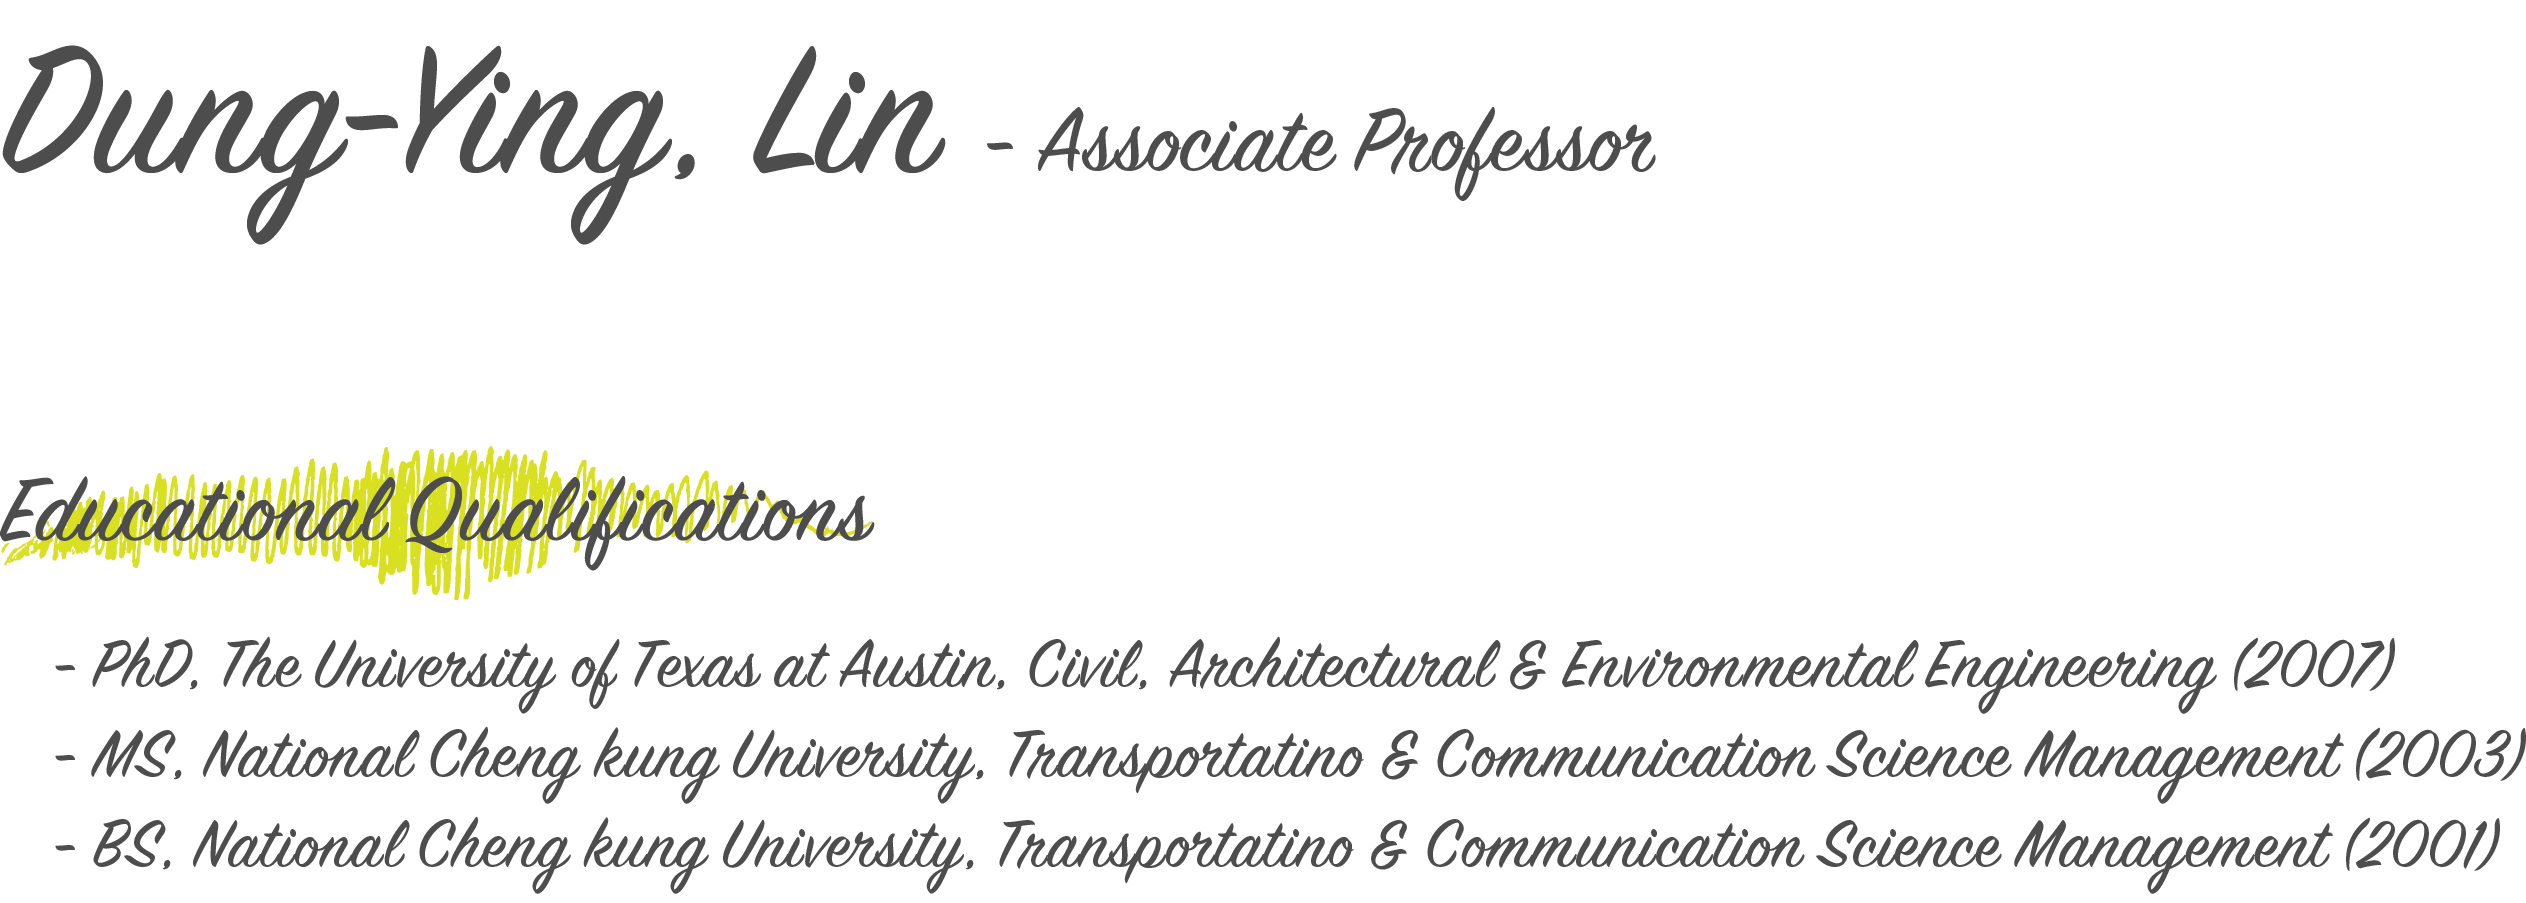 Dung-Ying, Lin - Associate Professor
Educational Qualifications
- PhD, The University of Texas at Austin, Civil, Architectural & Environmental Engineering (2007)
- MS, National Cheng kung University, Transportatino & Communication Science Management (2003)
- BS, National Cheng kung University, Transportatino & Communication Science Management (2001)